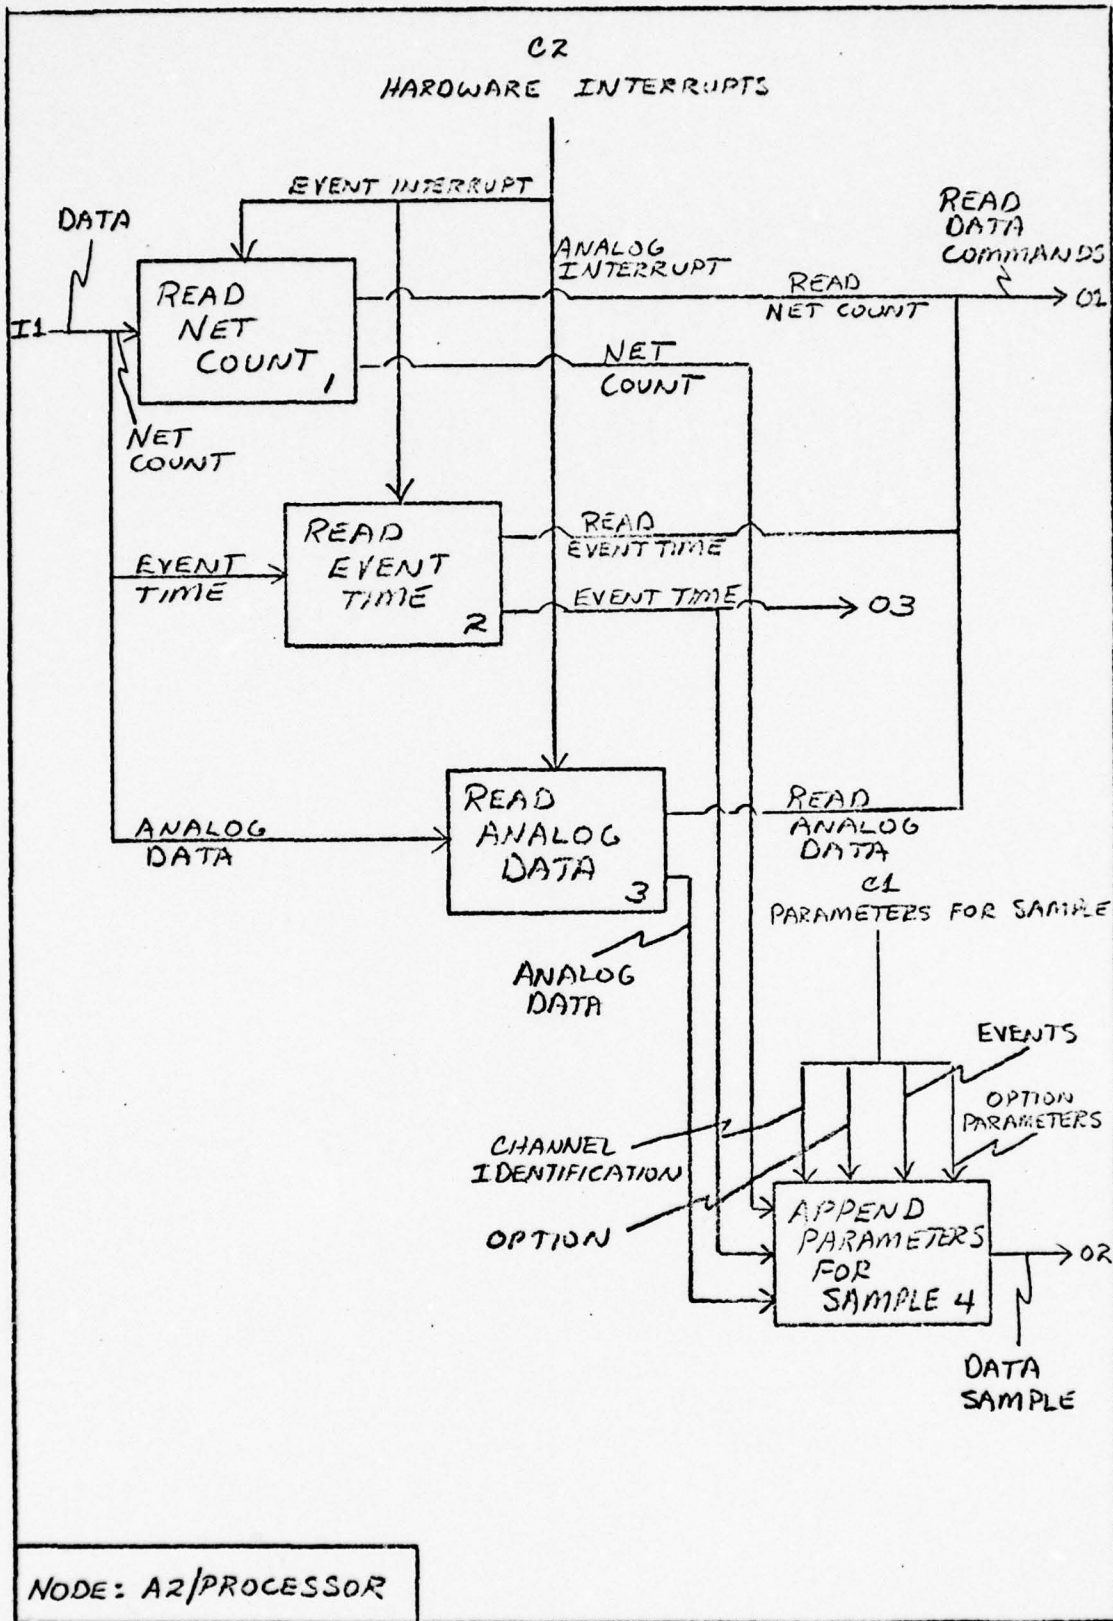 C2
HARDWARE INTERRUPTS
EVENT INTERRUPT
DATA
READ
DATA
COMMANDS
ANALOG
INTERRUPT
READ
NET COUNT
O1
I1
READ
NET
COUNT
1
NET
COUNT
NET
COUNT
READ
EVENT
TIME
2
READ
EVENT TIME
EVENT
TIME
EVENT TIME
O3
READ
ANALOG
DATA
3
READ
ANALOG
DATA
ANALOG
DATA
C1
PARAMETERS FOR SAMPLE
ANALOG
DATA
EVENTS
OPTION
PARAMETERS
CHANNEL
IDENTIFICATION
OPTION
APPEND
PARAMETERS
FOR
SAMPLE 4
O2
DATA
SAMPLE
NODE: A2/PROCESSOR